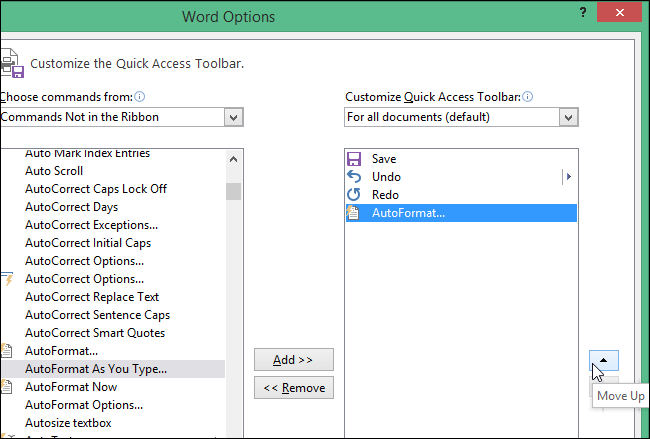 Word Options
?
Customize the Quick Access Toolbar.
Choose commands from:
Customize Quick Access Toolbar:
Commands Not in the Ribbon
For all documents (default)
Auto Mark Index Entries
Auto Scroll
AutoCorrect Caps Lock Off
AutoCorrect Days
AutoCorrect Exceptions...
AutoCorrect Initial Caps
AutoCorrect Options...
AutoCorrect Options...
AutoCorrect Replace Text
AutoCorrect Sentence Caps
AutoCorrect Smart Quotes
AutoFormat...
AutoFormat As You Type...
AutoFormat Now
AutoFormat Options...
Autosize textbox
Save
Undo
Redo
AutoFormat...
Add >>
<< Remove
Move Up